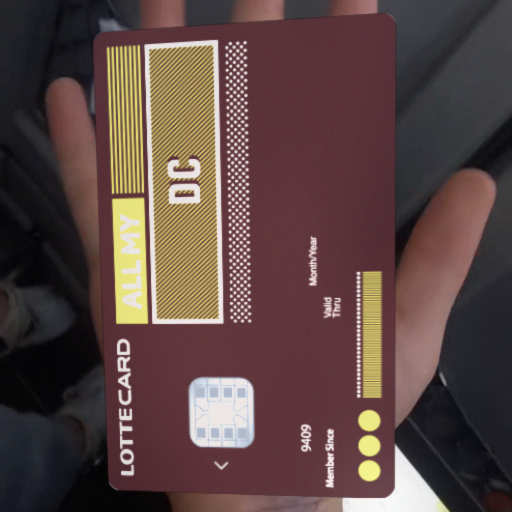 LOTTECARD
ALL MY
DC
9409
Month/Year
Member Since
Valid
Thru